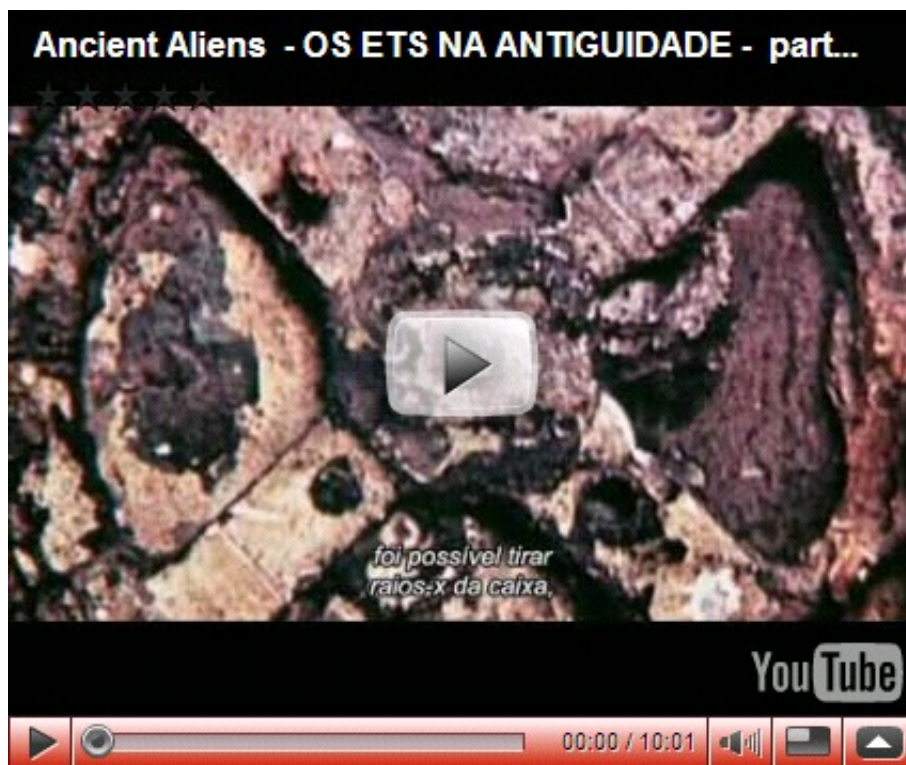 Ancient Aliens - OS ETS NA ANTIGUIDADE - part...
foi possível tirar
raios-x da caixa,
YouTube
00:00 / 10:01